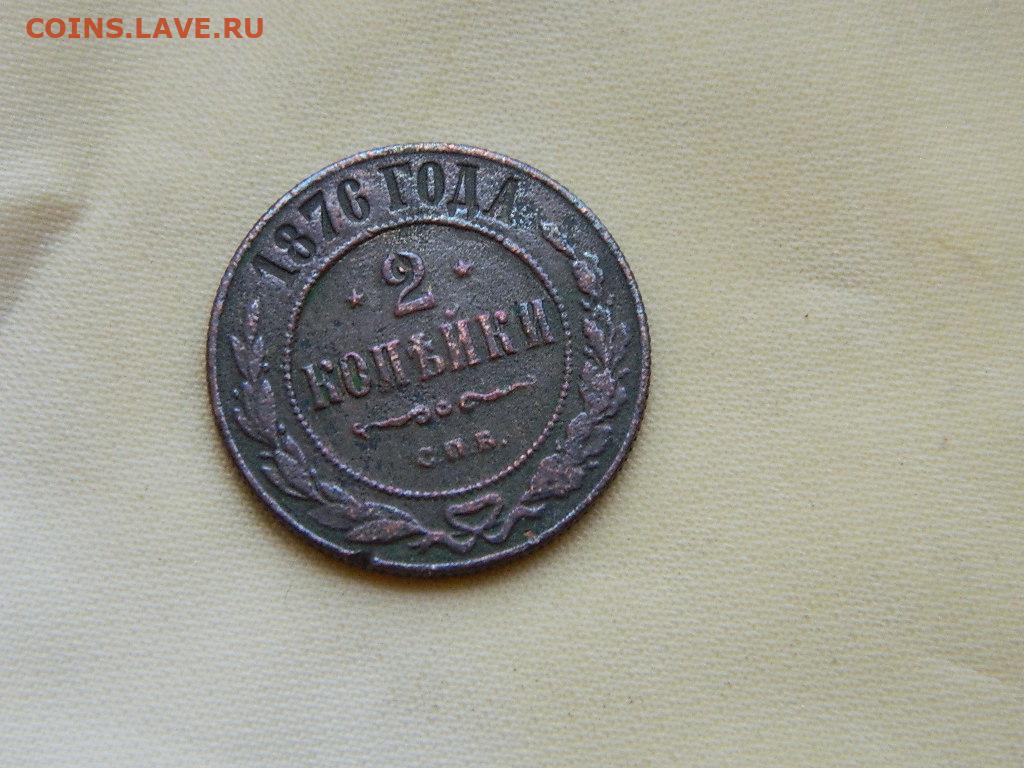 COINS.LAVE.RU
1876 ГОДА
2
КОПѢЙКИ
С.П.Б.